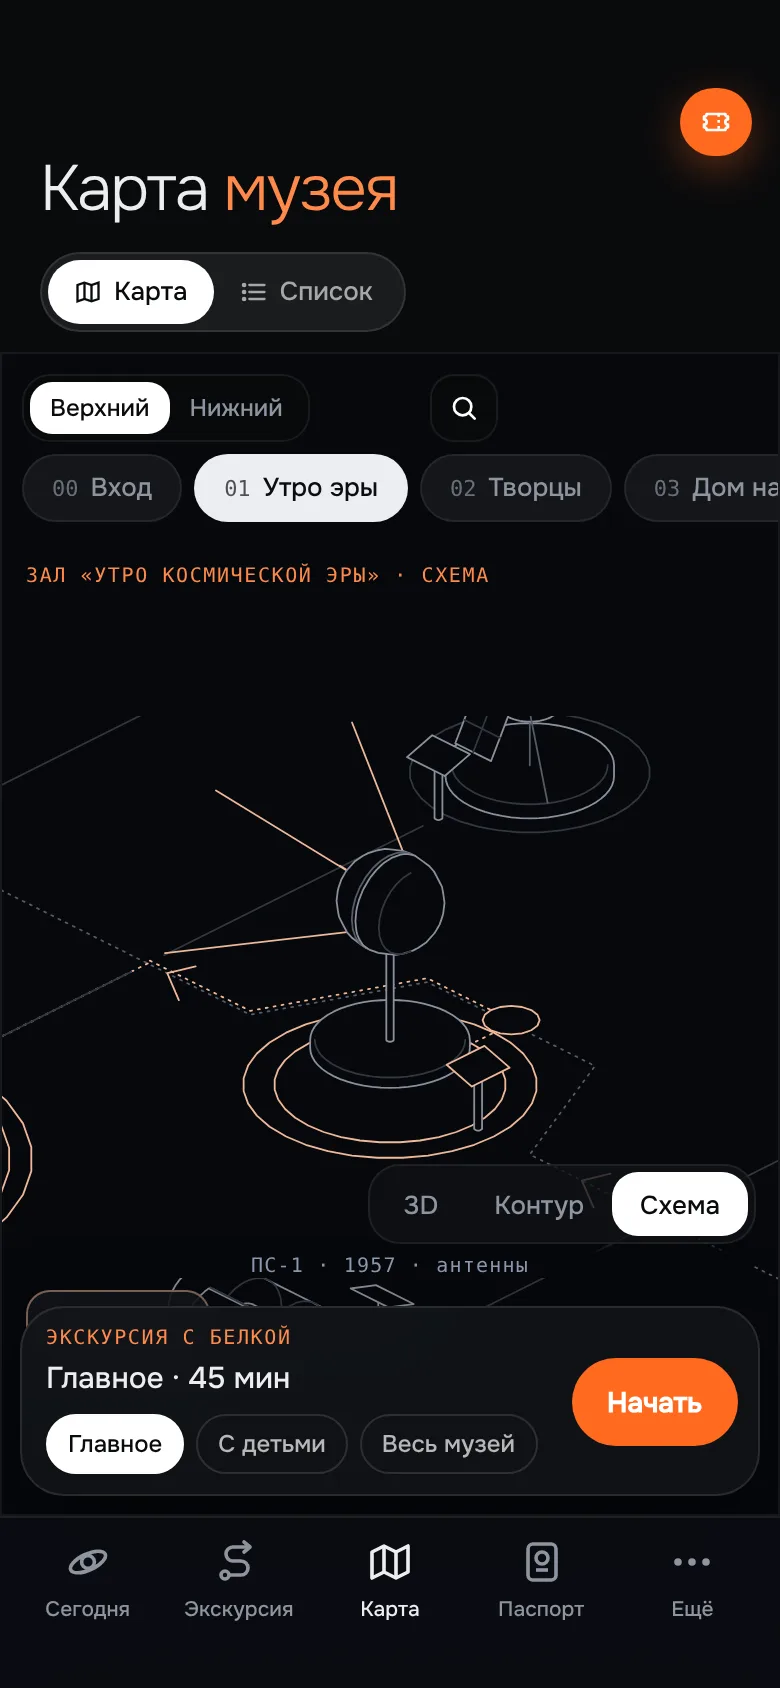 Карта музея
Карта
Список
Верхний
Нижний
00 Вход
01 Утро эры
02 Творцы
03 Дом на
ЗАЛ «УТРО КОСМИЧЕСКОЙ ЭРЫ» · СХЕМА
3D
Контур
Схема
ПС-1 · 1957 · антенны
ЭКСКУРСИЯ С БЕЛКОЙ
Главное · 45 мин
Начать
Главное
С детьми
Весь музей
Сегодня
Экскурсия
Карта
Паспорт
Ещё